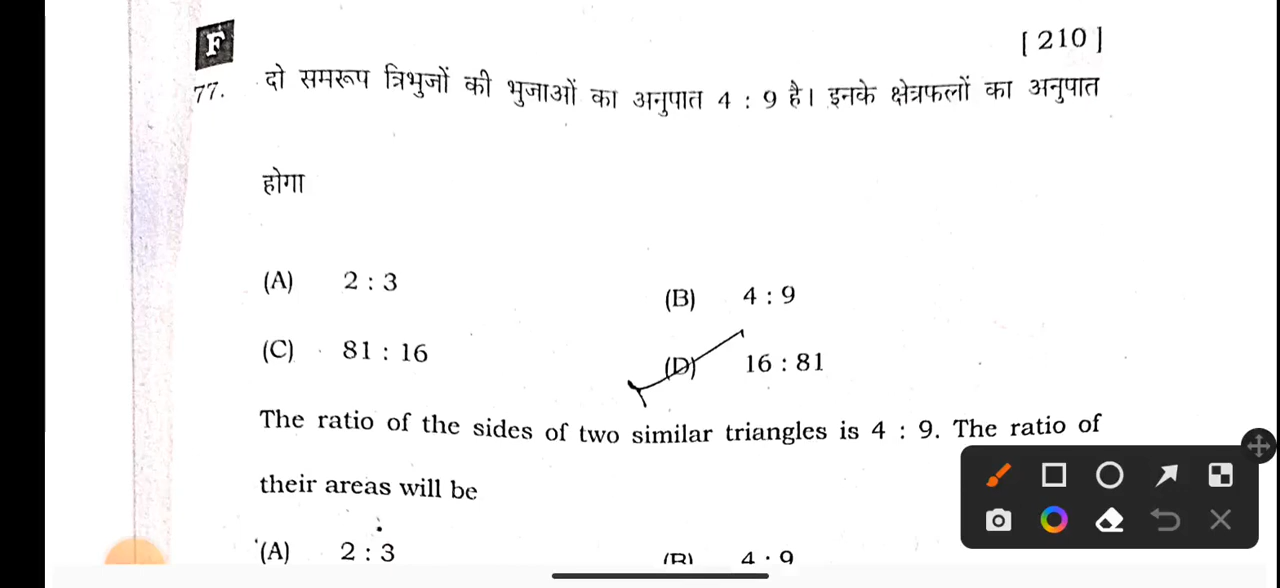 F
[ 210 ]
77. दो समरूप त्रिभुजों की भुजाओं का अनुपात 4 : 9 है। इनके क्षेत्रफलों का अनुपात
होगा
(A) 2 : 3
(B) 4 : 9
(C) 81 : 16
(D) 16 : 81
The ratio of the sides of two similar triangles is 4 : 9. The ratio of
their areas will be
(A) 2 : 3
(B) 4 : 9